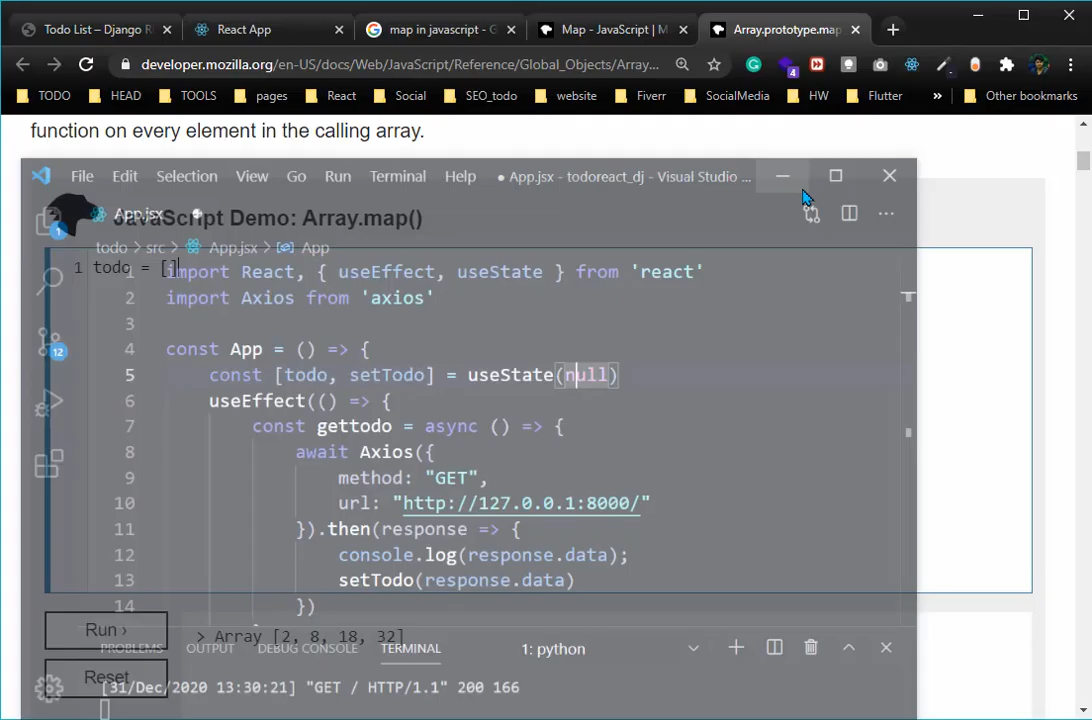 Todo List – Django R
React App
map in javascript - G
Map - JavaScript | M
Array.prototype.map
developer.mozilla.org/en-US/docs/Web/JavaScript/Reference/Global_Objects/Array...
4
TODO
HEAD
TOOLS
pages
React
Social
SEO_todo
website
Fiverr
SocialMedia
HW
Flutter
»
Other bookmarks
function on every element in the calling array.
File Edit Selection View Go Run Terminal Help
● App.jsx - todoreact_dj - Visual Studio ...
App.jsx
JavaScript Demo: Array.map()
1
todo > src > App.jsx > App
1 todo = []
1 import React, { useEffect, useState } from 'react'
2 import Axios from 'axios'
3
4 const App = () => {
12
5 const [todo, setTodo] = useState(null)
6 useEffect(() => {
7 const gettodo = async () => {
8 await Axios({
9 method: "GET",
10 url: "http://127.0.0.1:8000/"
11 }).then(response => {
12 console.log(response.data);
13 setTodo(response.data)
14 })
Run ›
> Array [2, 8, 18, 32]
PROBLEMS OUTPUT DEBUG CONSOLE TERMINAL 1: python
Reset
[31/Dec/2020 13:30:21] "GET / HTTP/1.1" 200 166